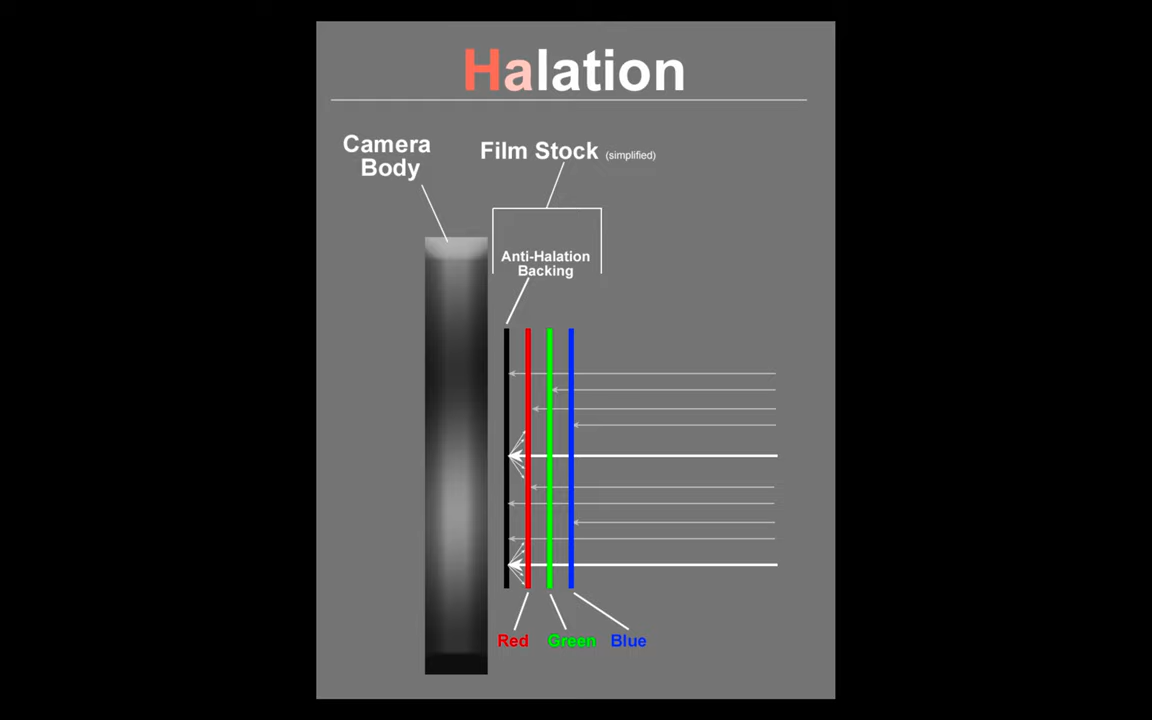 Halation
Camera
Body
Film Stock (simplified)
Anti-Halation
Backing
Red
Green
Blue